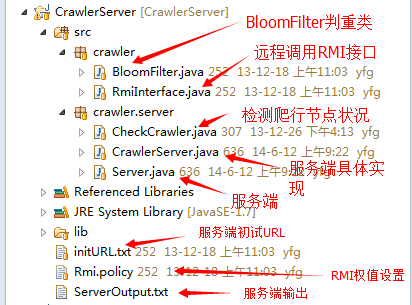 CrawlerServer [CrawlerServer]
BloomFilter判重类
src
crawler
远程调用RMI接口
BloomFilter.java 252 13-12-18 上午11:03 yfg
RmiInterface.java 252 13-12-18 上午11:03 yfg
crawler.server
检测爬行节点状况
CheckCrawler.java 307 13-12-26 下午4:13 yfg
CrawlerServer.java 636 14-6-12 上午9:22 yfg
服务端具体实现
Server.java 636 14-6-12 上午9:22 yfg
服务端
Referenced Libraries
JRE System Library [JavaSE-1.7]
lib
服务端初试URL
initURL.txt 252 13-12-18 上午11:03 yfg
Rmi.policy 252 13-12-18 上午11:03 yfg
RMI权值设置
ServerOutput.txt
服务端输出